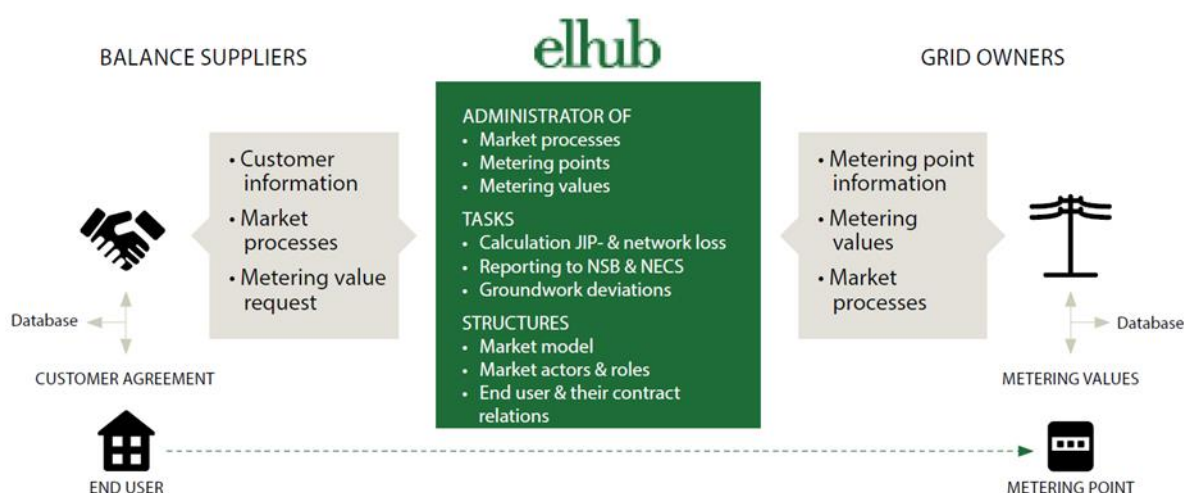 elhub
BALANCE SUPPLIERS
GRID OWNERS
• Customer
information
• Market
processes
• Metering value
request
ADMINISTRATOR OF
• Market processes
• Metering points
• Metering values
TASKS
• Calculation JIP- & network loss
• Reporting to NSB & NECS
• Groundwork deviations
STRUCTURES
• Market model
• Market actors & roles
• End user & their contract
relations
• Metering point
information
• Metering
values
• Market
processes
Database
CUSTOMER AGREEMENT
END USER
Database
METERING VALUES
METERING POINT